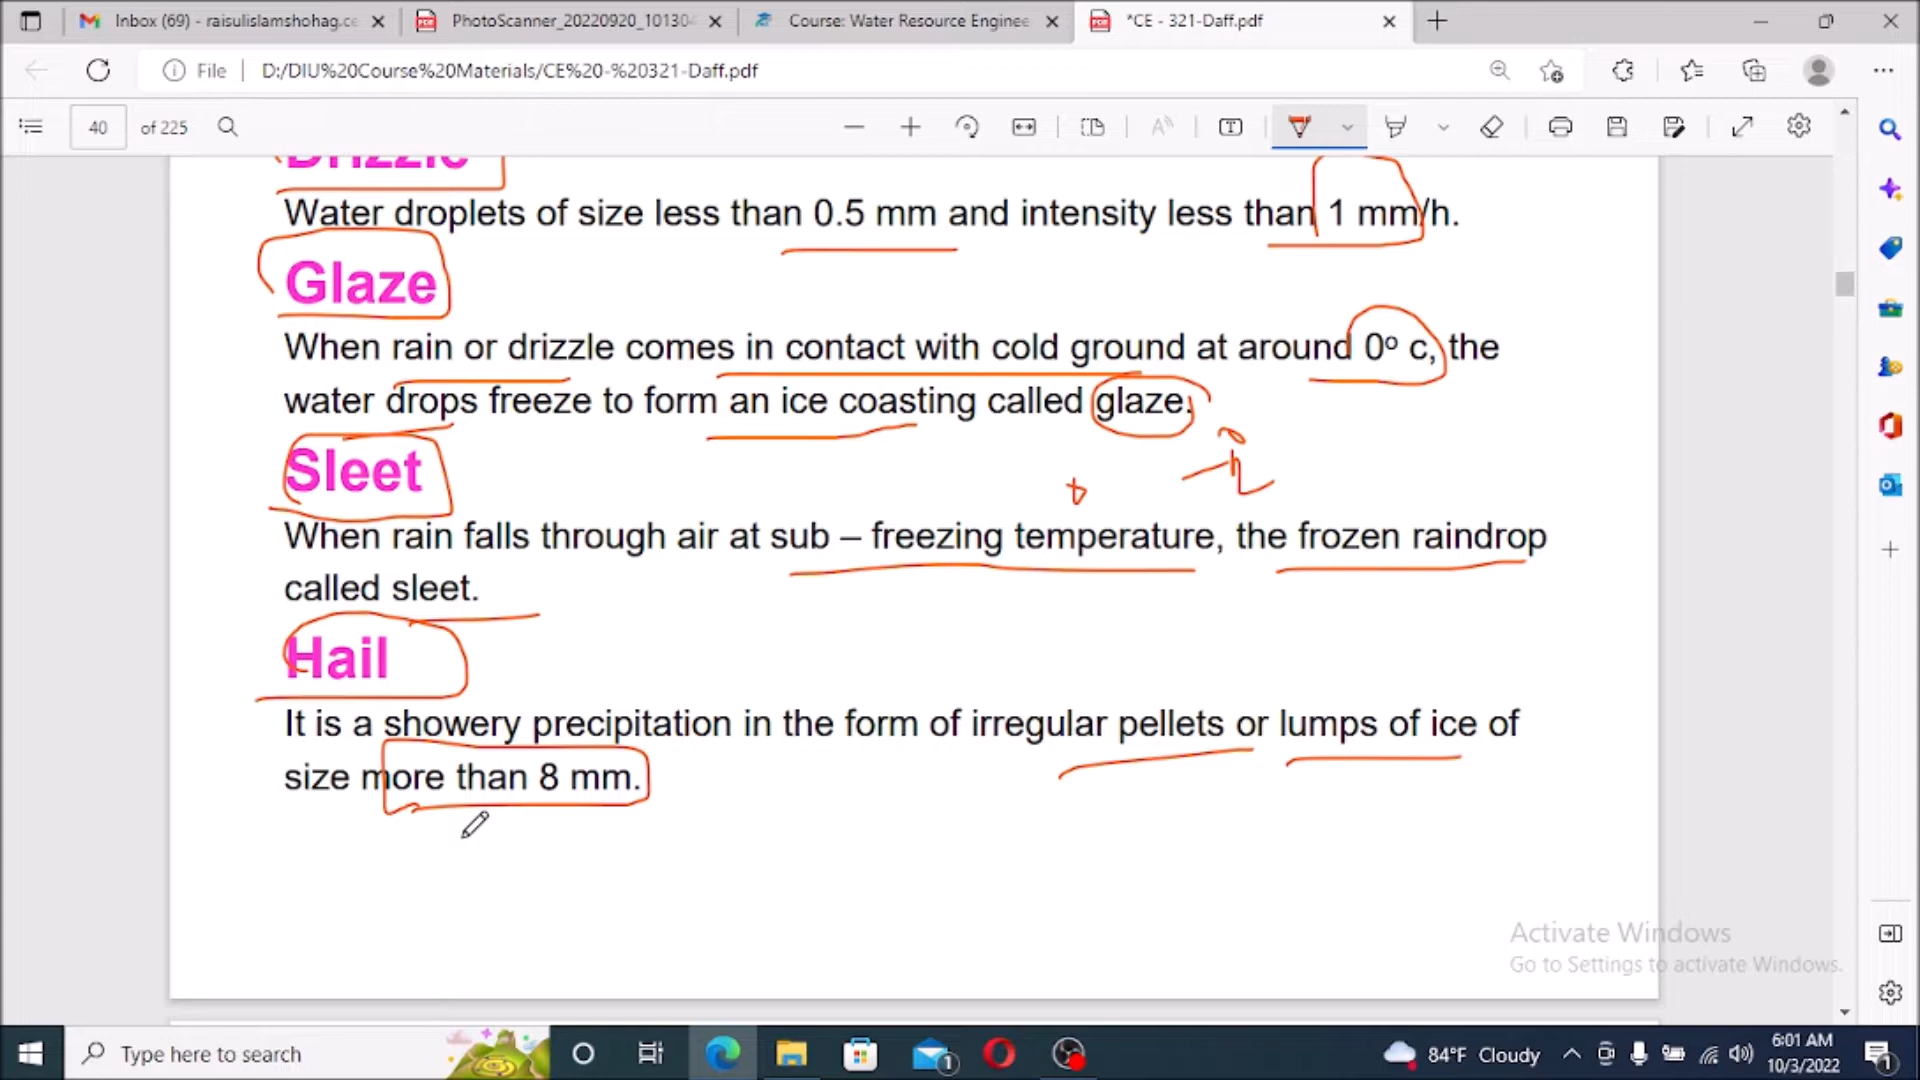 Inbox (69) - raisulislamshohag.ce
PhotoScanner_20220920_10130
Course: Water Resource Enginee
*CE - 321-Daff.pdf
File
D:/DIU%20Course%20Materials/CE%20-%20321-Daff.pdf
40 of 225
Drizzle
Water droplets of size less than 0.5 mm and intensity less than 1 mm/h.
Glaze
When rain or drizzle comes in contact with cold ground at around 0º c, the
water drops freeze to form an ice coasting called glaze.
Sleet
When rain falls through air at sub – freezing temperature, the frozen raindrop
called sleet.
Hail
It is a showery precipitation in the form of irregular pellets or lumps of ice of
size more than 8 mm.
Activate Windows
Go to Settings to activate Windows.
Type here to search
84°F Cloudy
6:01 AM
10/3/2022